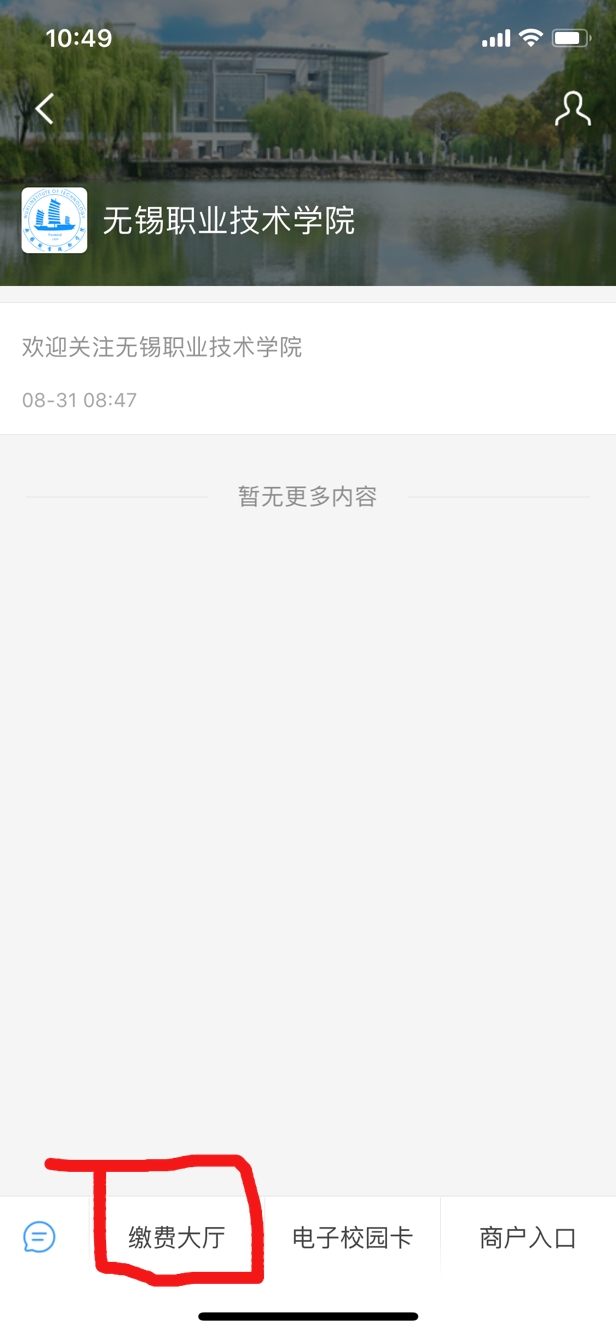 10:49
无锡职业技术学院
欢迎关注无锡职业技术学院
08-31 08:47
暂无更多内容
缴费大厅
电子校园卡
商户入口